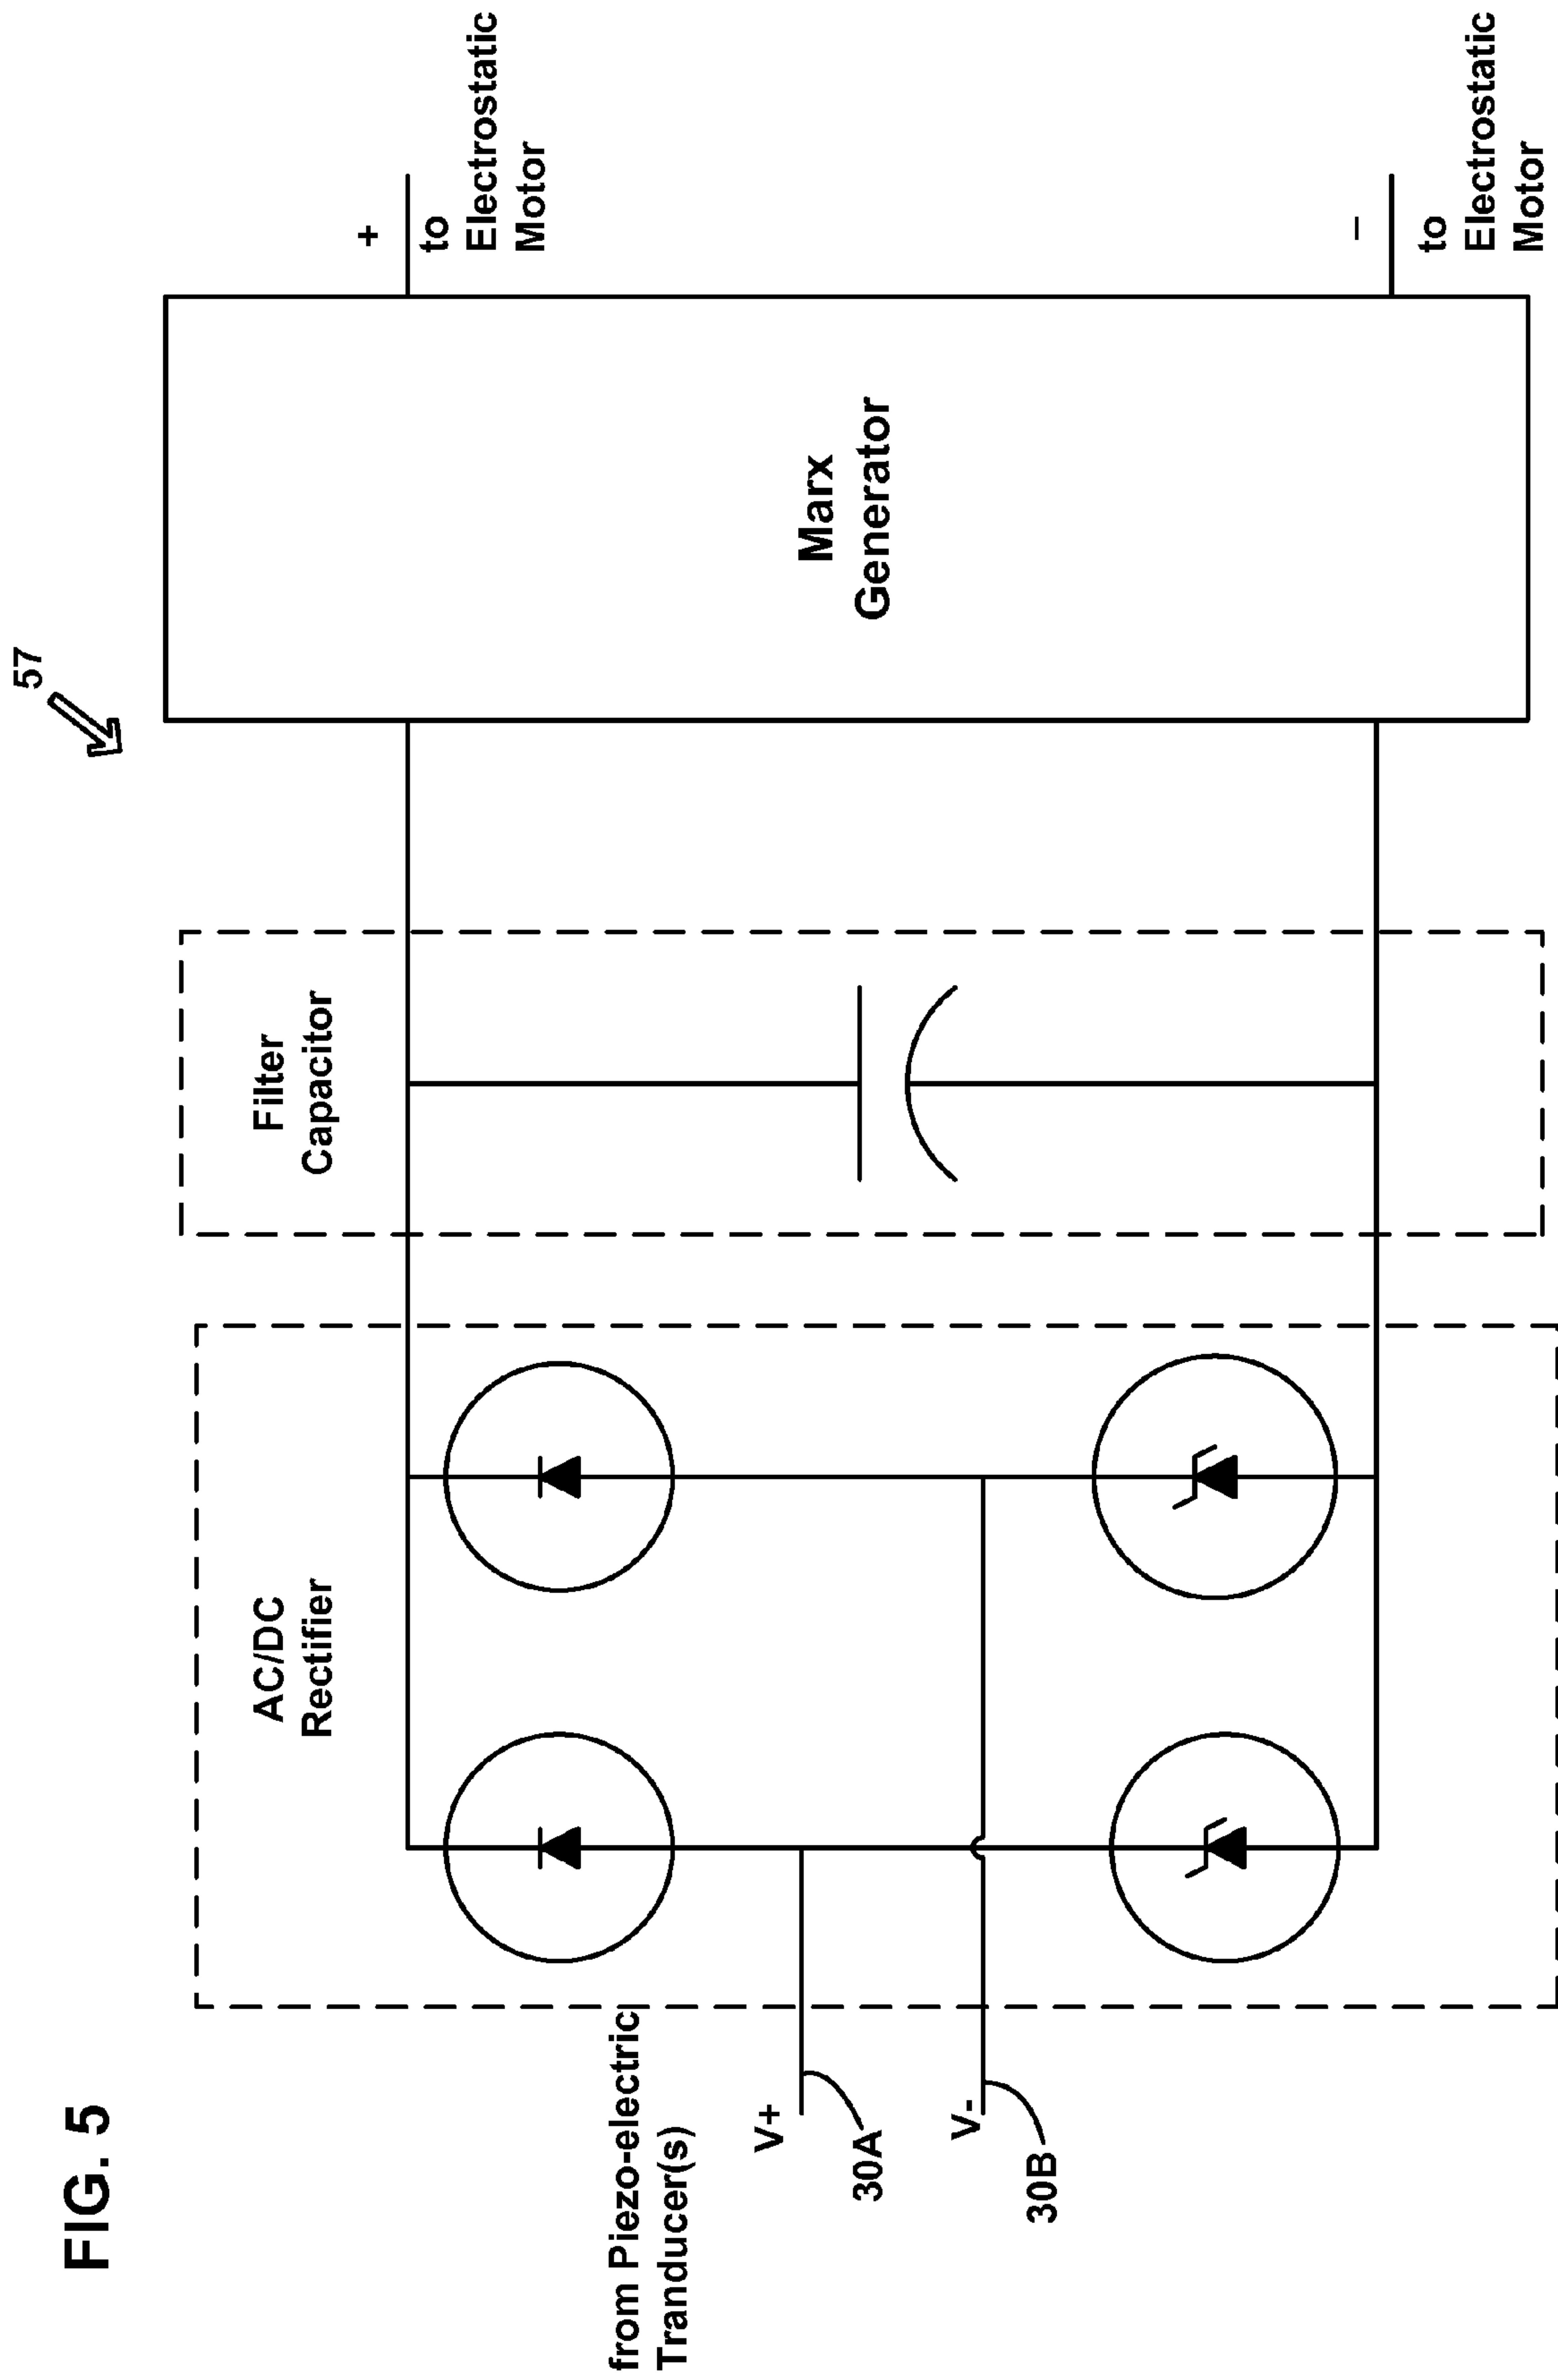 FIG. 5
57
from Piezo-electric
Tranducer(s)
V+
30A
V-
30B
AC/DC
Rectifier
Filter
Capacitor
Marx
Generator
+
to
Electrostatic
Motor
–
to
Electrostatic
Motor